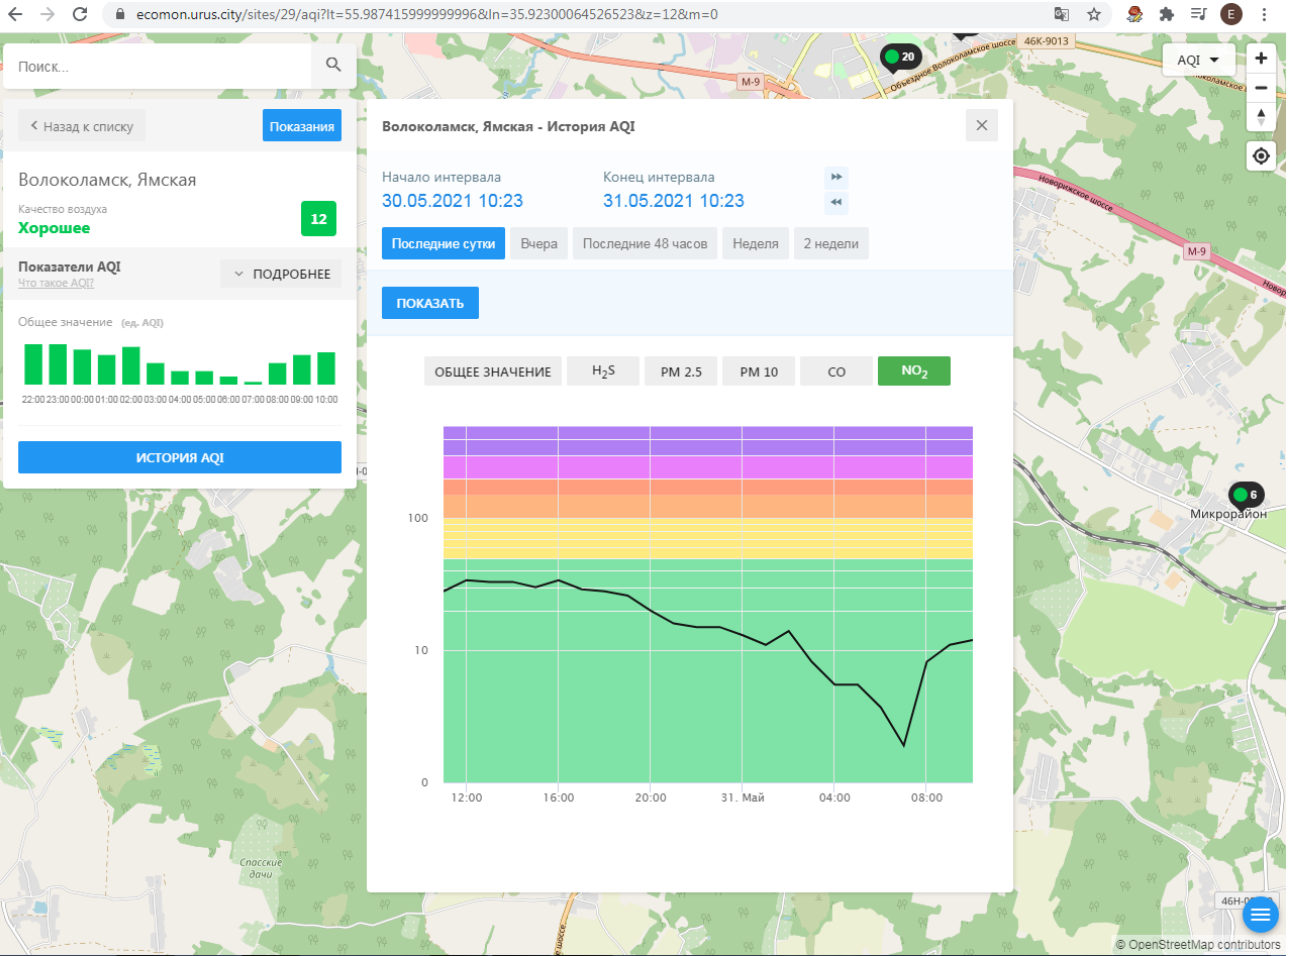 ecomon.urus.city/sites/29/aqi?lt=55.987415999999996&ln=35.92300064526523&z=12&m=0
E
Поиск...
Назад к списку
Показания
Волоколамск, Ямская
Качество воздуха
Хорошее
12
Показатели AQI
Что такое AQI?
ПОДРОБНЕЕ
Общее значение (ед. AQI)
22:00 23:00 00:00 01:00 02:00 03:00 04:00 05:00 06:00 07:00 08:00 09:00 10:00
ИСТОРИЯ AQI
Волоколамск, Ямская - История AQI
Начало интервала
Конец интервала
30.05.2021 10:23
31.05.2021 10:23
Последние сутки
Вчера
Последние 48 часов
Неделя
2 недели
ПОКАЗАТЬ
ОБЩЕЕ ЗНАЧЕНИЕ
H2S
PM 2.5
PM 10
CO
NO2
100
10
0
12:00
16:00
20:00
31. Май
04:00
08:00
M-9
20
Объездное Волоколамское шоссе
46К-9013
AQI
Новорижское шоссе
M-9
6
Микрорайон
Спасские
дачи
шоссе
© OpenStreetMap contributors